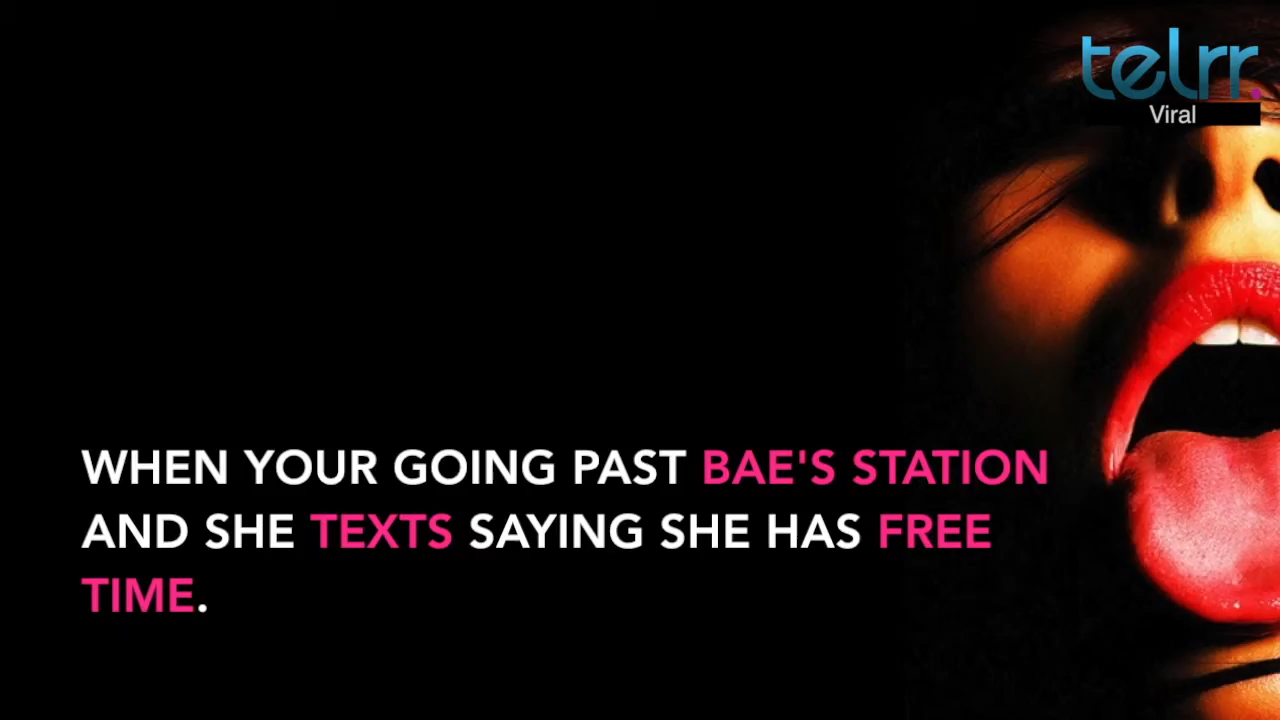 telrr.
Viral
WHEN YOUR GOING PAST BAE'S STATION
AND SHE TEXTS SAYING SHE HAS FREE
TIME.